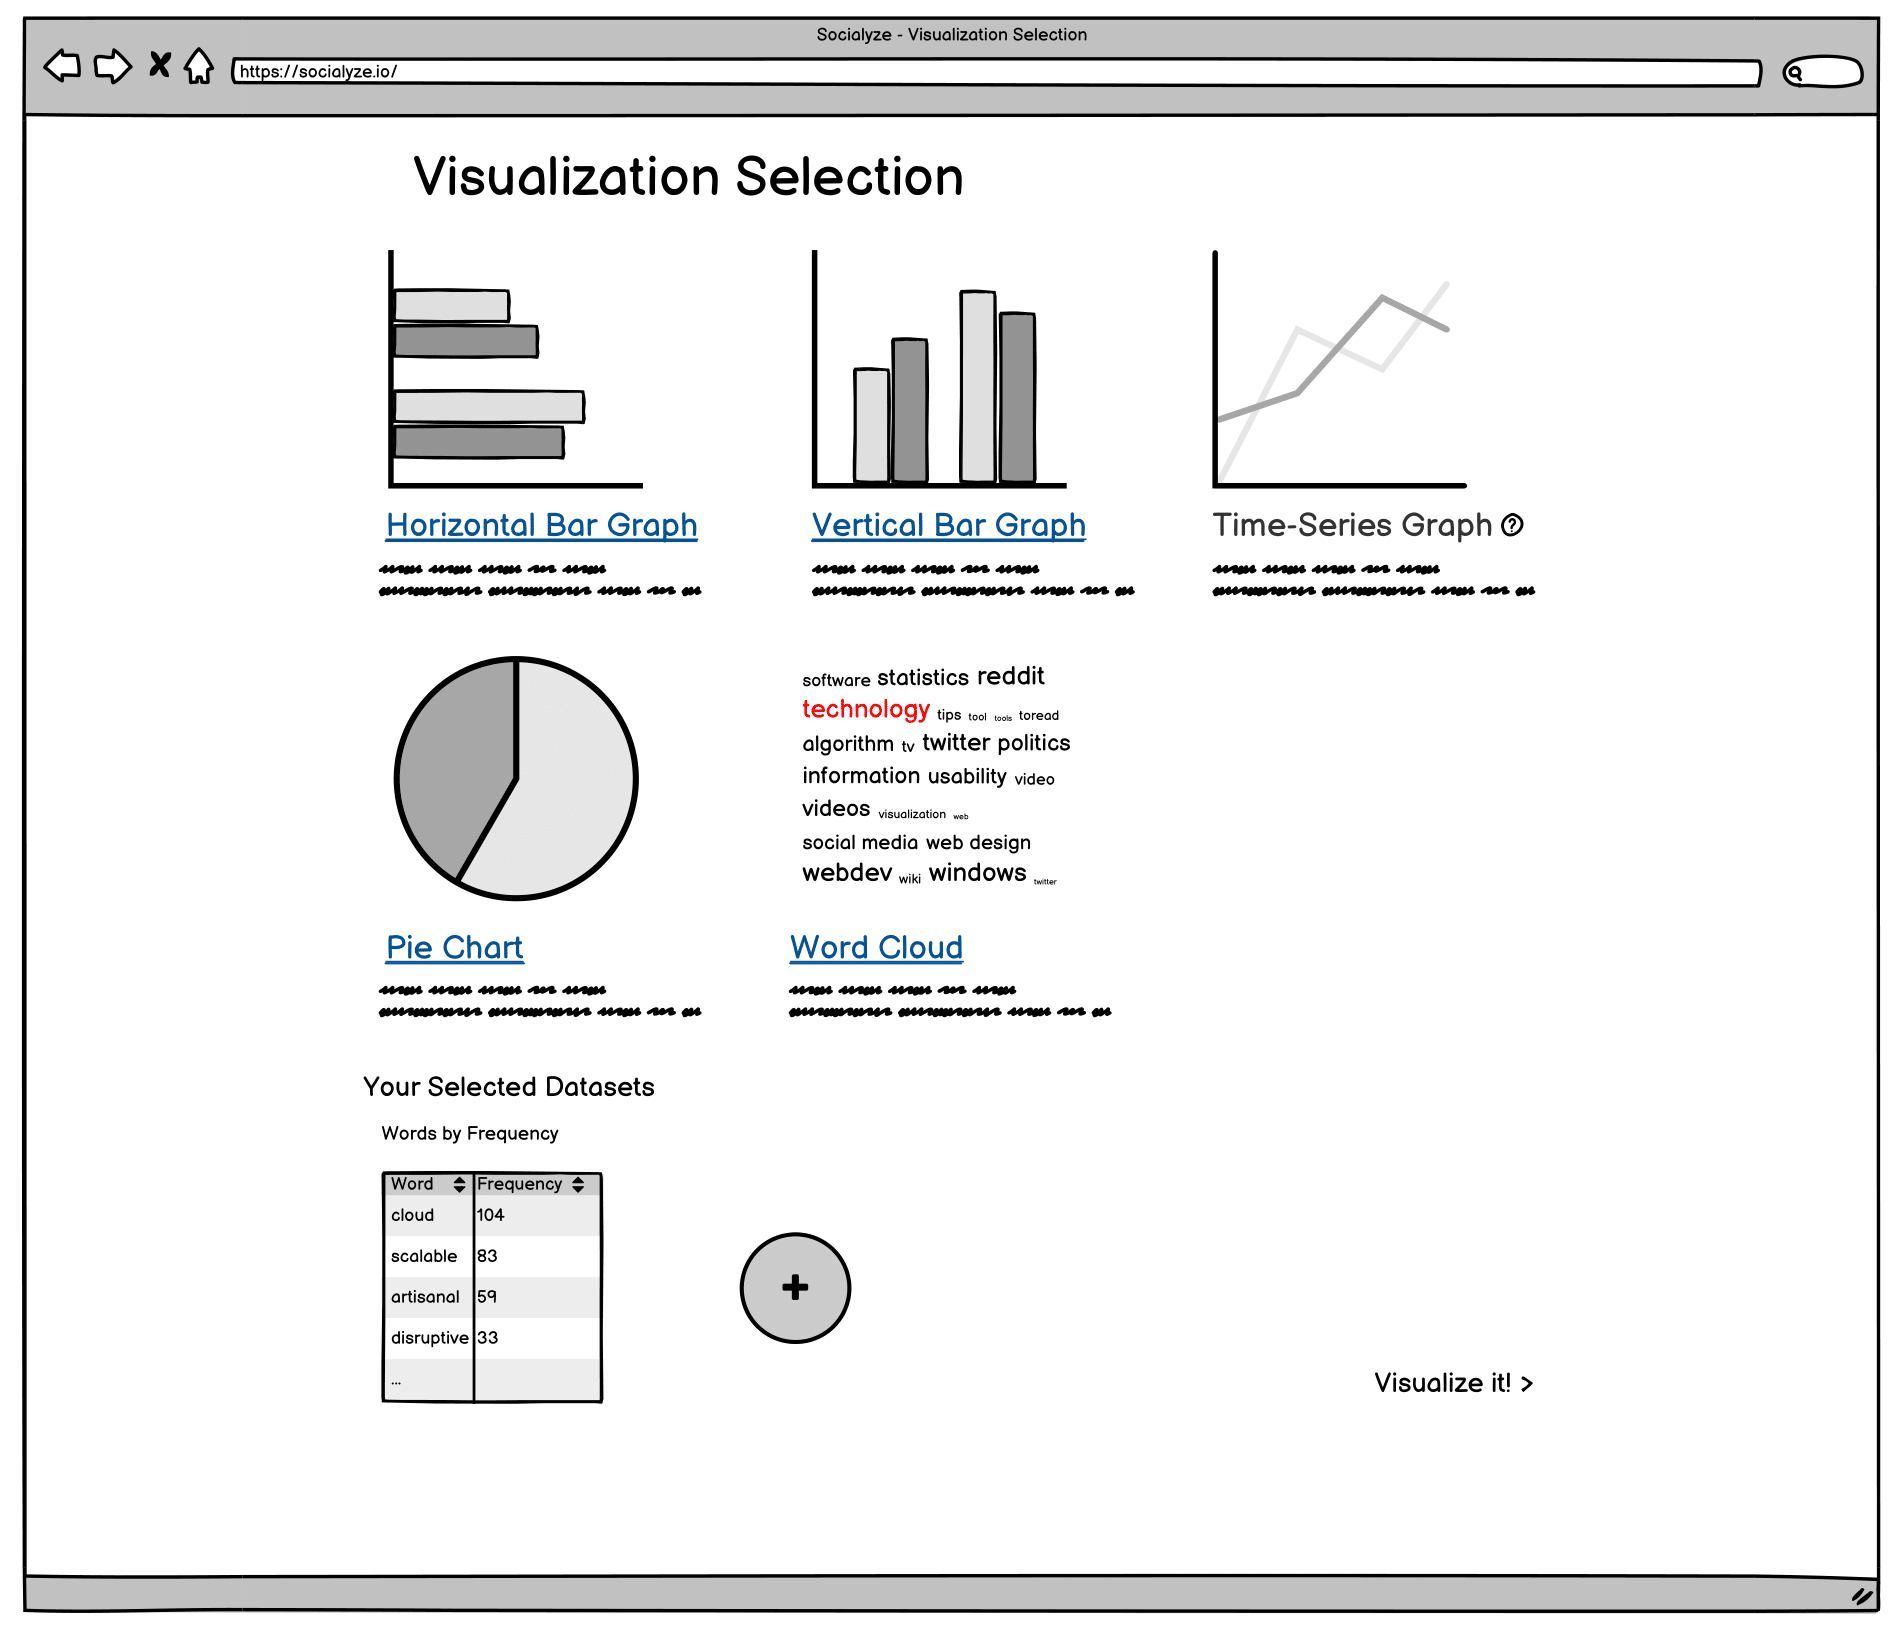 Socialyze - Visualization Selection
https://socialyze.io/
Visualization Selection
Horizontal Bar Graph
Vertical Bar Graph
Time-Series Graph ?
software statistics reddit
technology tips tool tools toread
algorithm tv twitter politics
information usability video
videos visualization web
social media web design
webdev wiki windows twitter
Pie Chart
Word Cloud
Your Selected Datasets
Words by Frequency
Word Frequency
cloud 104
scalable 83
artisanal 59
disruptive 33
...
+
Visualize it! >